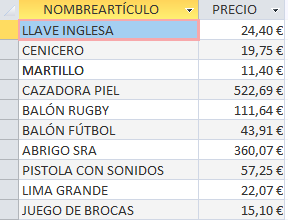 NOMBREARTÍCULO PRECIO
LLAVE INGLESA 24,40 €
CENICERO 19,75 €
MARTILLO 11,40 €
CAZADORA PIEL 522,69 €
BALÓN RUGBY 111,64 €
BALÓN FÚTBOL 43,91 €
ABRIGO SRA 360,07 €
PISTOLA CON SONIDOS 57,25 €
LIMA GRANDE 22,07 €
JUEGO DE BROCAS 15,10 €